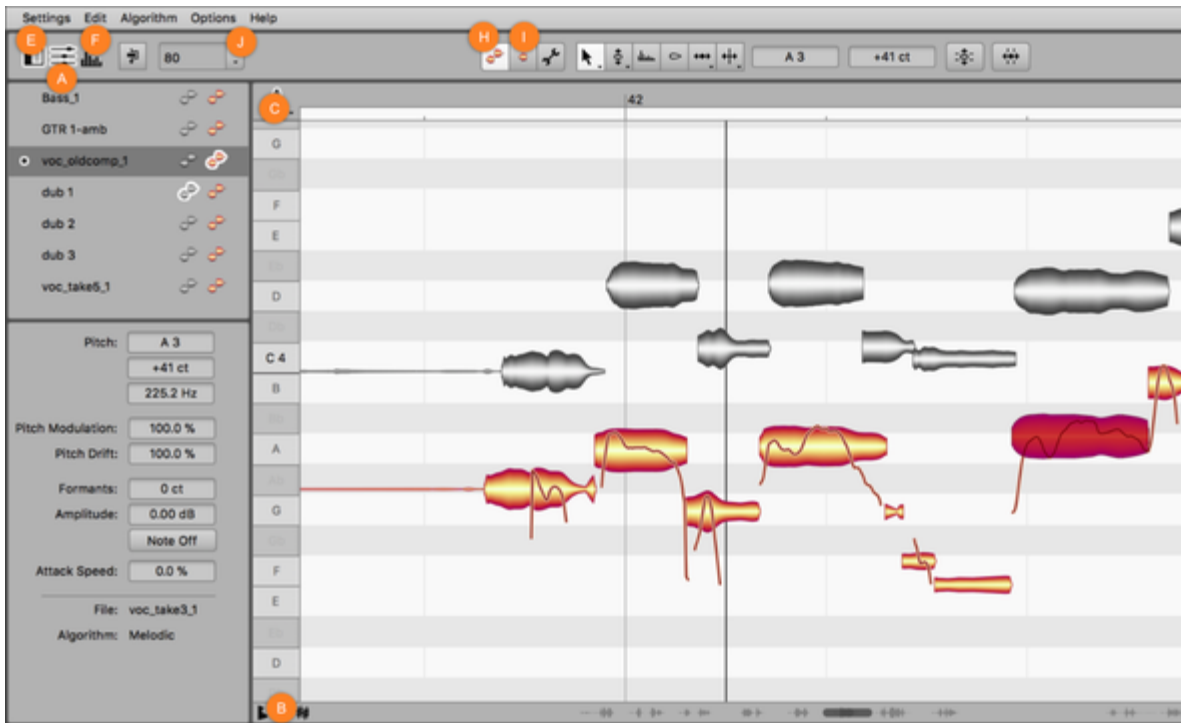 Settings Edit Algorithm Options Help
E F H I J
80 A 3 +41 ct
A
Bass_1
C 42
GTR 1-amb
voc_oldcomp_1
dub 1
dub 2
dub 3
voc_take5_1
G
F
E
D
C 4
B
A
G
F
E
D
Pitch: A 3
+41 ct
225.2 Hz
Pitch Modulation: 100.0 %
Pitch Drift: 100.0 %
Formants: 0 ct
Amplitude: 0.00 dB
Note Off
Attack Speed: 0.0 %
File: voc_take3_1
Algorithm: Melodic
B